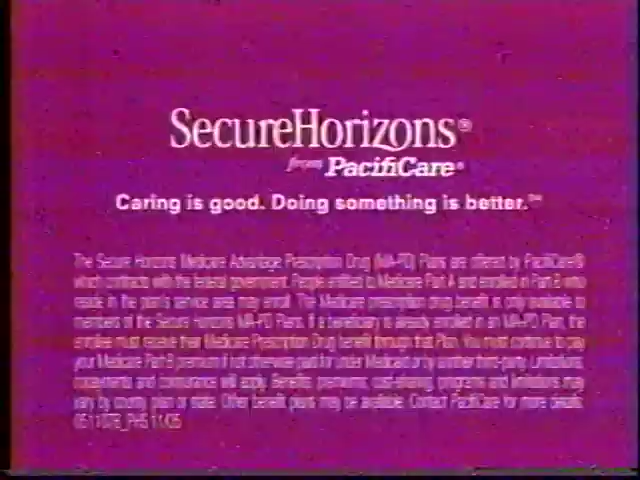 SecureHorizons®
from PacifiCare®
Caring is good. Doing something is better.℠
The Secure Horizons Medicare Advantage Prescription Drug (MA-PD) Plans are offered by PacifiCare®
which contracts with the federal government. People entitled to Medicare Part A and enrolled in Part B who
reside in the plan's service area may enroll. The Medicare prescription drug benefit is only available to
members of the Secure Horizons MA-PD Plans. If a beneficiary is already enrolled in an MA-PD Plan, the
enrollee must receive their Medicare Prescription Drug benefit through that Plan. You must continue to pay
your Medicare Part B premium if not otherwise paid for under Medicaid or by another third-party. Limitations,
copayments and coinsurance will apply. Benefits, premiums, cost-sharing, programs and limitations may
vary by county, plan or state. Other benefit plans may be available. Contact PacifiCare for more details.